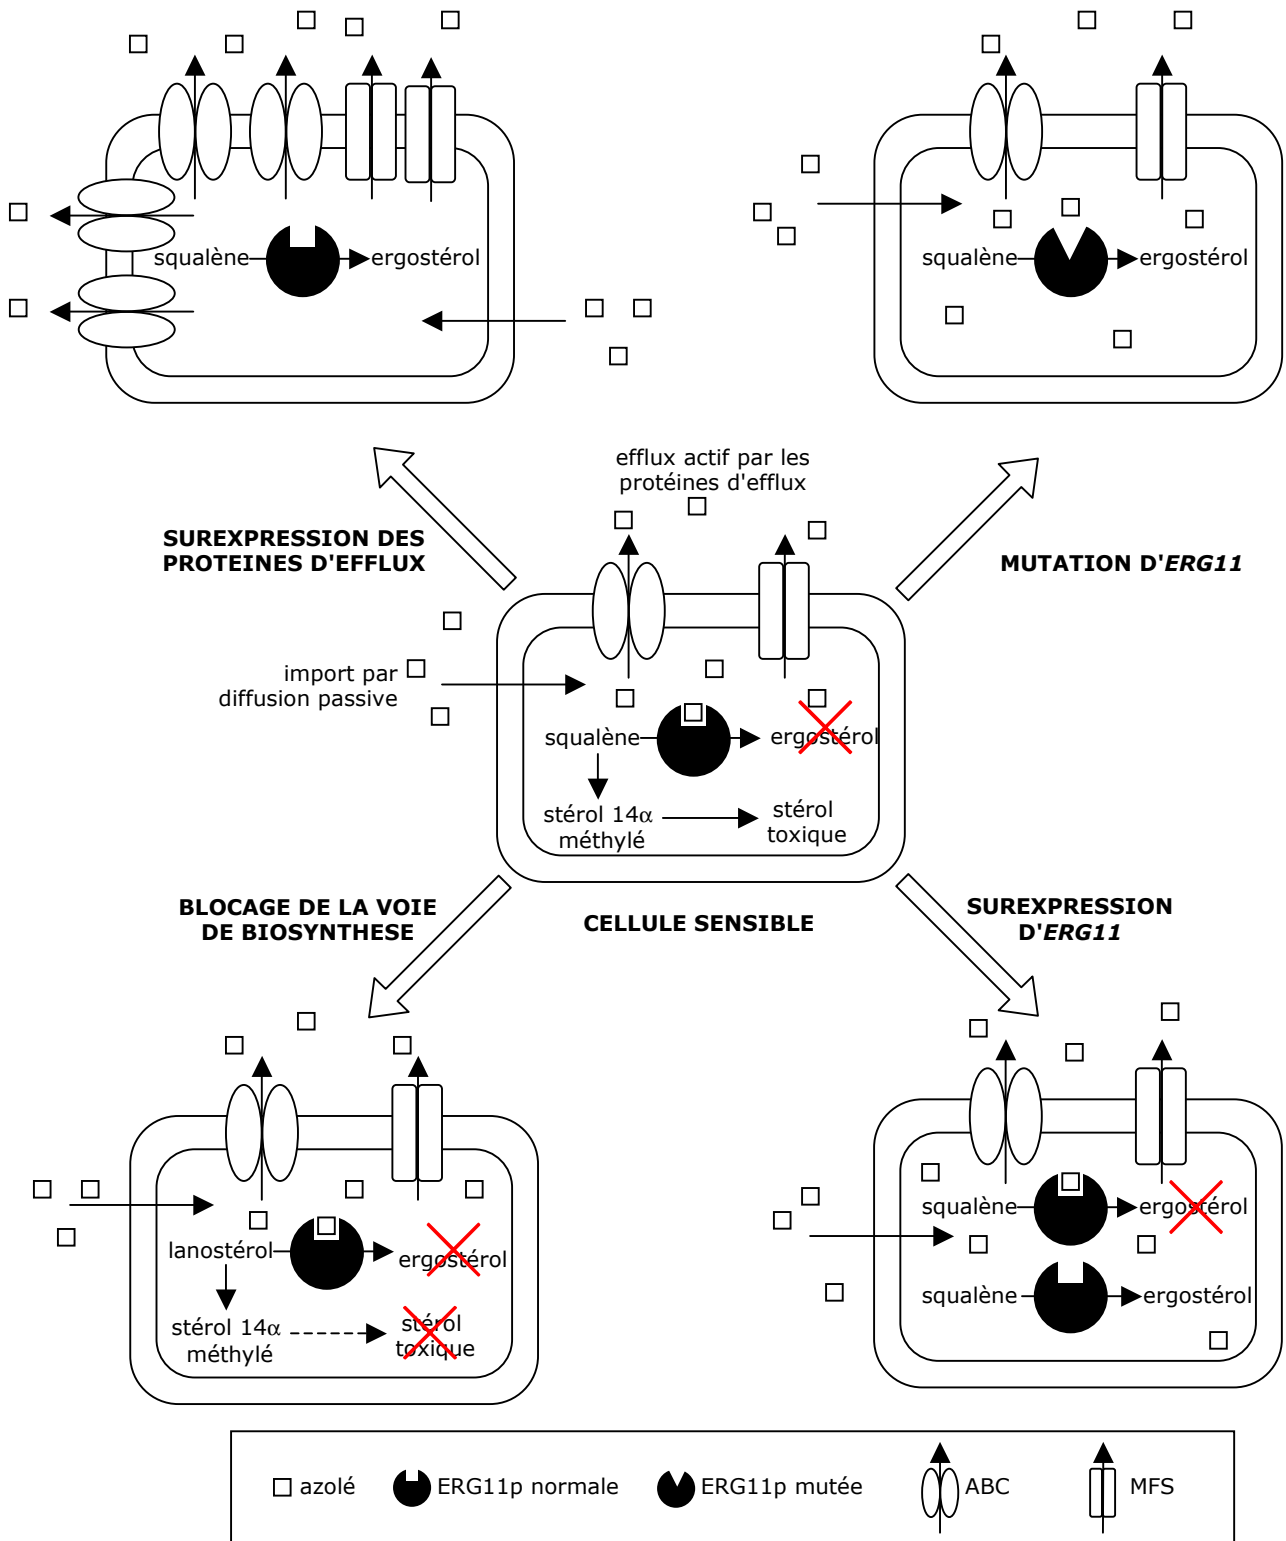 squalène
ergostérol
squalène
ergostérol
efflux actif par les
protéines d'efflux
SUREXPRESSION DES
PROTEINES D'EFFLUX
MUTATION D'ERG11
import par
diffusion passive
squalène
ergostérol
stérol 14α
méthylé
stérol
toxique
BLOCAGE DE LA VOIE
DE BIOSYNTHESE
CELLULE SENSIBLE
SUREXPRESSION
D'ERG11
lanostérol
ergostérol
stérol 14α
méthylé
stérol
toxique
squalène
ergostérol
squalène
ergostérol
azolé
ERG11p normale
ERG11p mutée
ABC
MFS